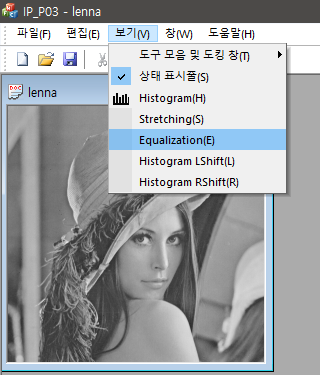 IP_P03 - lenna
파일(F) 편집(E) 보기(V) 창(W) 도움말(H)
도구 모음 및 도킹 창(T)
상태 표시줄(S)
DOC lenna
Histogram(H)
Stretching(S)
Equalization(E)
Histogram LShift(L)
Histogram RShift(R)